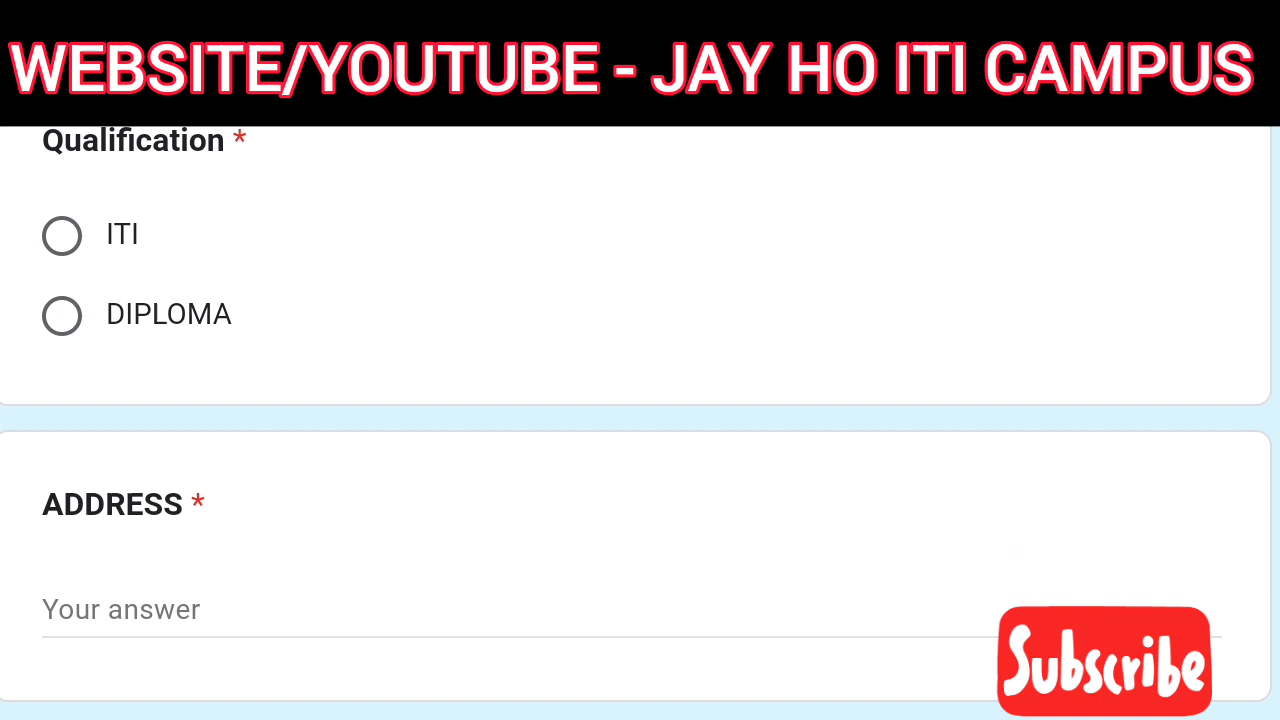 WEBSITE/YOUTUBE - JAY HO ITI CAMPUS
Qualification *
ITI
DIPLOMA
ADDRESS *
Your answer
Subscribe